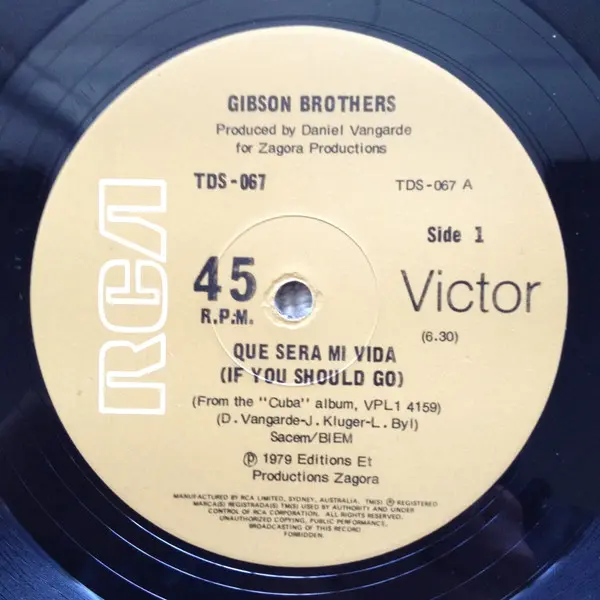 GIBSON BROTHERS
Produced by Daniel Vangarde
for Zagora Productions
TDS-067
TDS-067 A
RCA
Side 1
45
R.P.M.
Victor
(6.30)
QUE SERA MI VIDA
(IF YOU SHOULD GO)
(From the "Cuba" album, VPL1 4159)
(D. Vangarde-J. Kluger-L. Byl)
Sacem/BIEM
℗ 1979 Editions Et
Productions Zagora
MANUFACTURED BY RCA LIMITED, SYDNEY, AUSTRALIA. TM(S) ® REGISTERED
MARCA(S) REGISTRADA(S) TM(S) USED BY AUTHORITY AND UNDER
CONTROL OF RCA CORPORATION. ALL RIGHTS RESERVED.
UNAUTHORIZED COPYING, PUBLIC PERFORMANCE,
BROADCASTING OF THIS RECORD
FORBIDDEN.